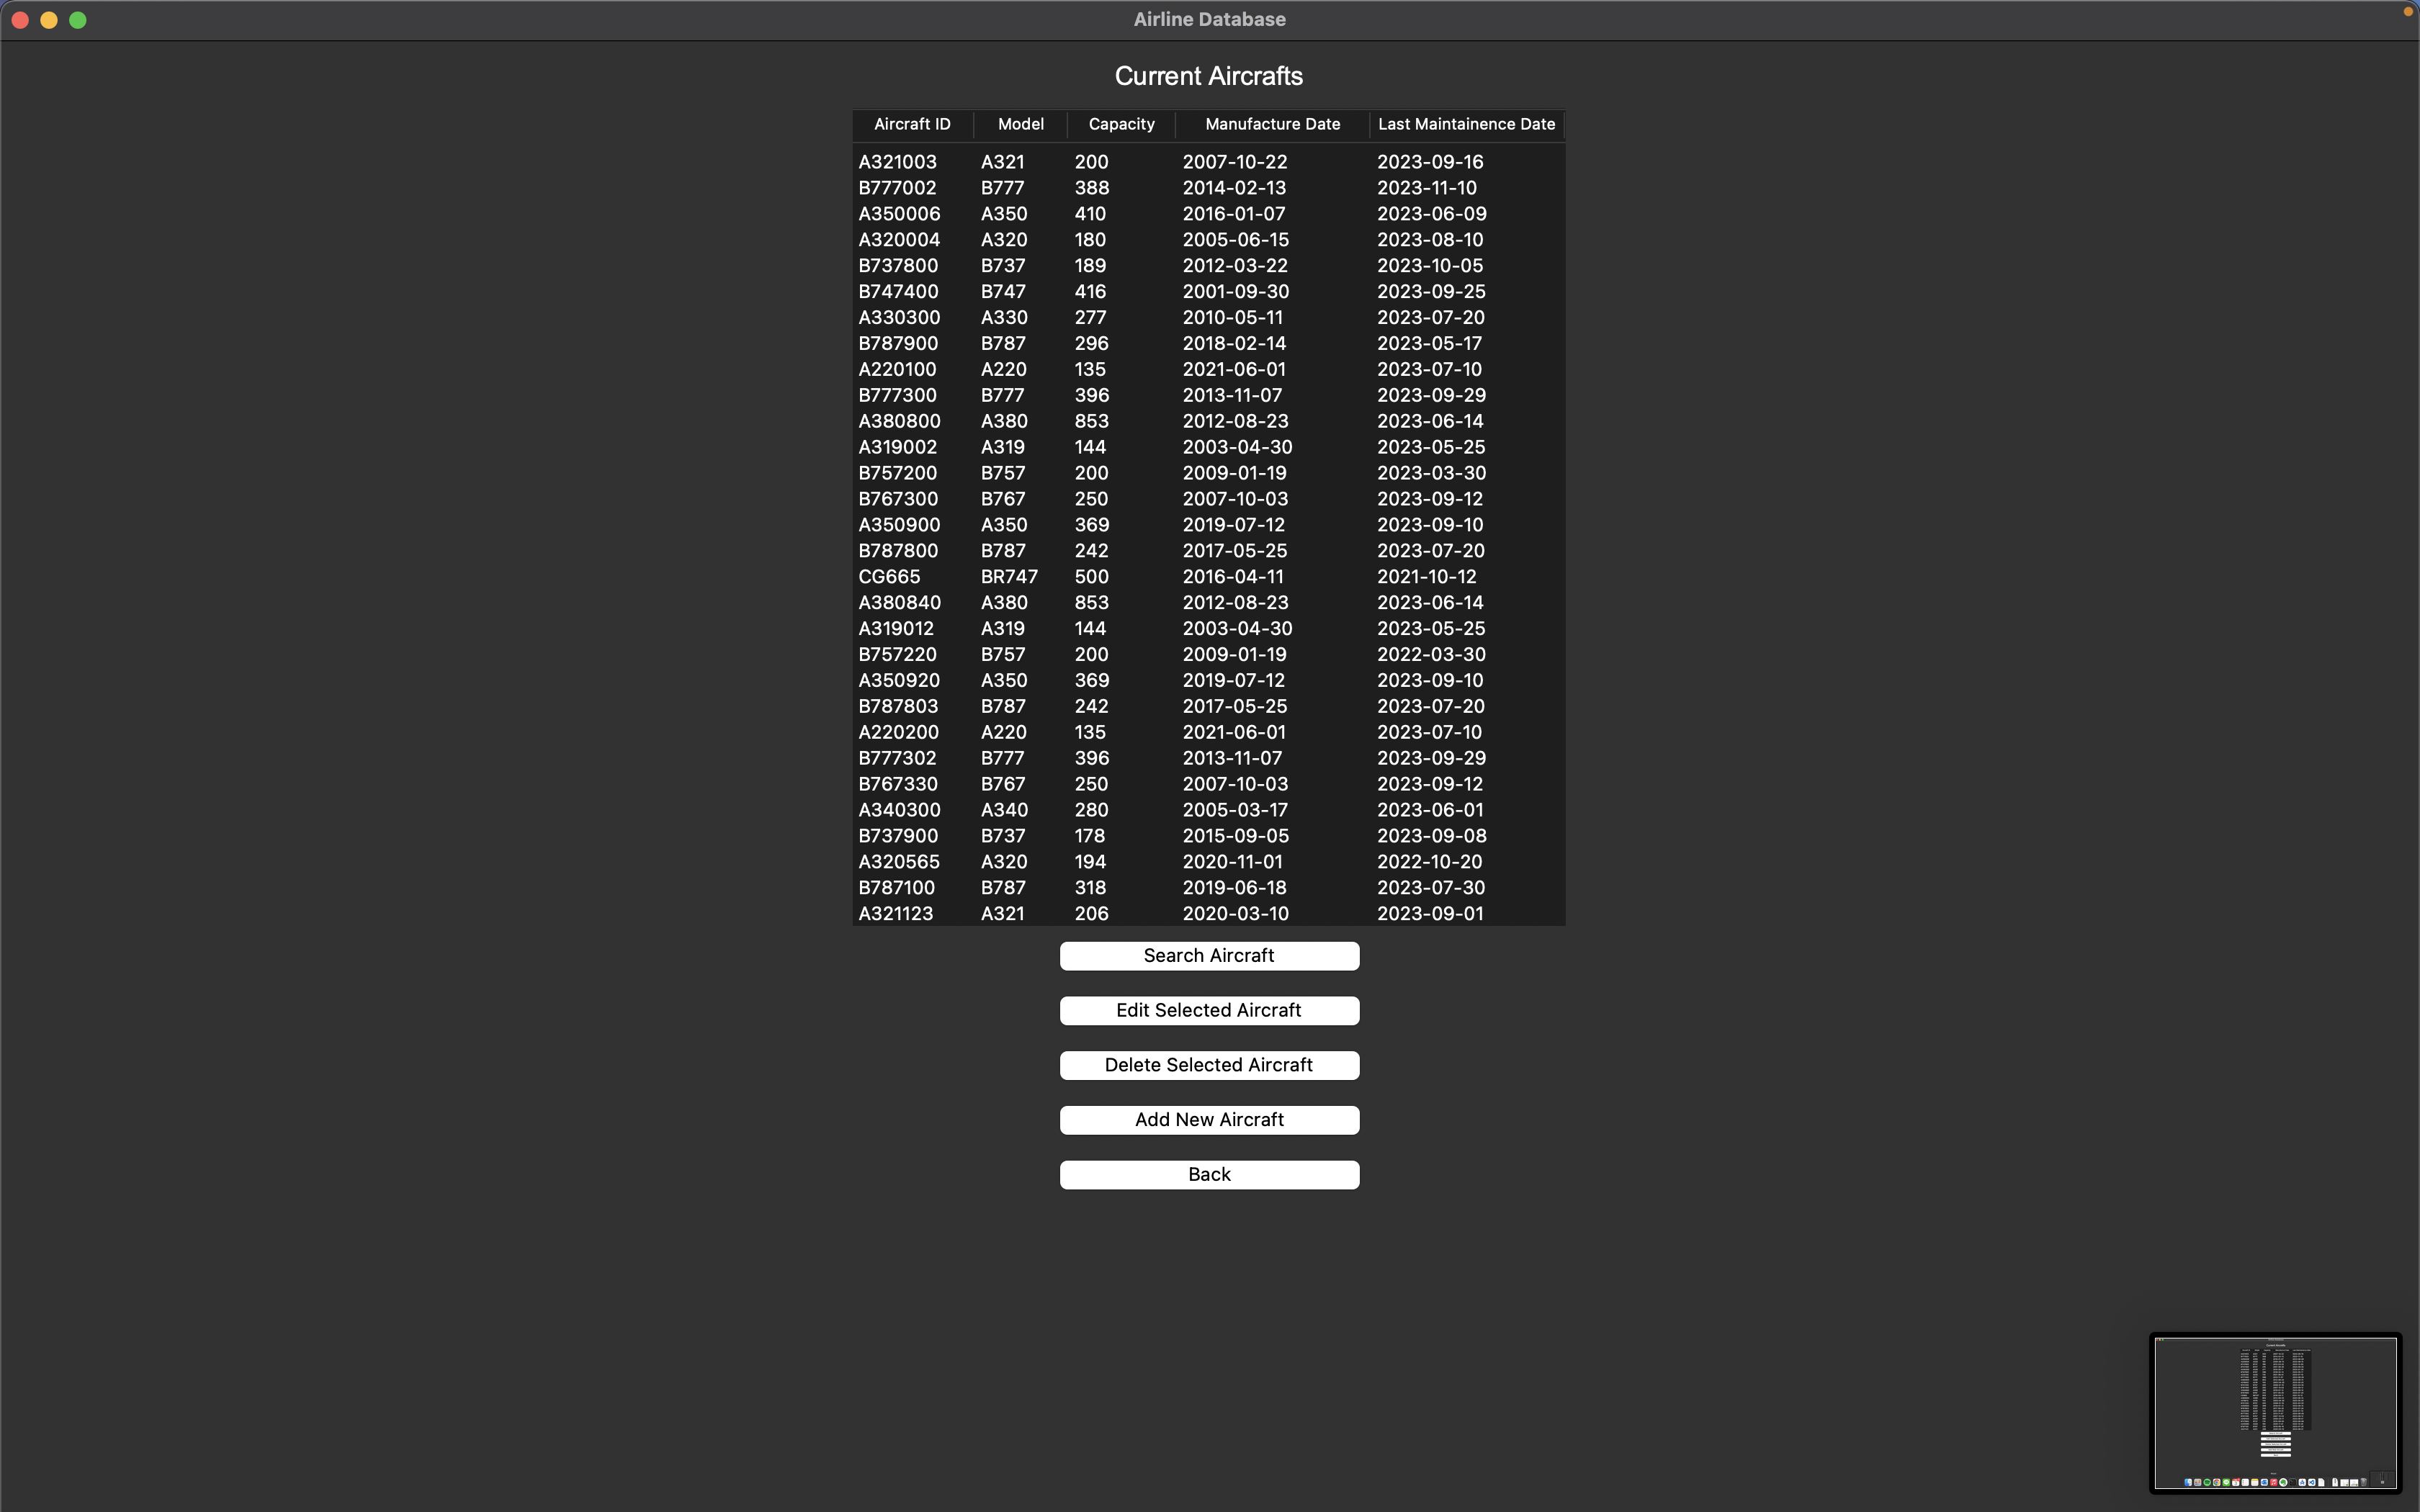 Airline Database
Current Aircrafts
Aircraft ID Model Capacity Manufacture Date Last Maintainence Date
A321003 A321 200 2007-10-22 2023-09-16
B777002 B777 388 2014-02-13 2023-11-10
A350006 A350 410 2016-01-07 2023-06-09
A320004 A320 180 2005-06-15 2023-08-10
B737800 B737 189 2012-03-22 2023-10-05
B747400 B747 416 2001-09-30 2023-09-25
A330300 A330 277 2010-05-11 2023-07-20
B787900 B787 296 2018-02-14 2023-05-17
A220100 A220 135 2021-06-01 2023-07-10
B777300 B777 396 2013-11-07 2023-09-29
A380800 A380 853 2012-08-23 2023-06-14
A319002 A319 144 2003-04-30 2023-05-25
B757200 B757 200 2009-01-19 2023-03-30
B767300 B767 250 2007-10-03 2023-09-12
A350900 A350 369 2019-07-12 2023-09-10
B787800 B787 242 2017-05-25 2023-07-20
CG665 BR747 500 2016-04-11 2021-10-12
A380840 A380 853 2012-08-23 2023-06-14
A319012 A319 144 2003-04-30 2023-05-25
B757220 B757 200 2009-01-19 2022-03-30
A350920 A350 369 2019-07-12 2023-09-10
B787803 B787 242 2017-05-25 2023-07-20
A220200 A220 135 2021-06-01 2023-07-10
B777302 B777 396 2013-11-07 2023-09-29
B767330 B767 250 2007-10-03 2023-09-12
A340300 A340 280 2005-03-17 2023-06-01
B737900 B737 178 2015-09-05 2023-09-08
A320565 A320 194 2020-11-01 2022-10-20
B787100 B787 318 2019-06-18 2023-07-30
A321123 A321 206 2020-03-10 2023-09-01
Search Aircraft
Edit Selected Aircraft
Delete Selected Aircraft
Add New Aircraft
Back